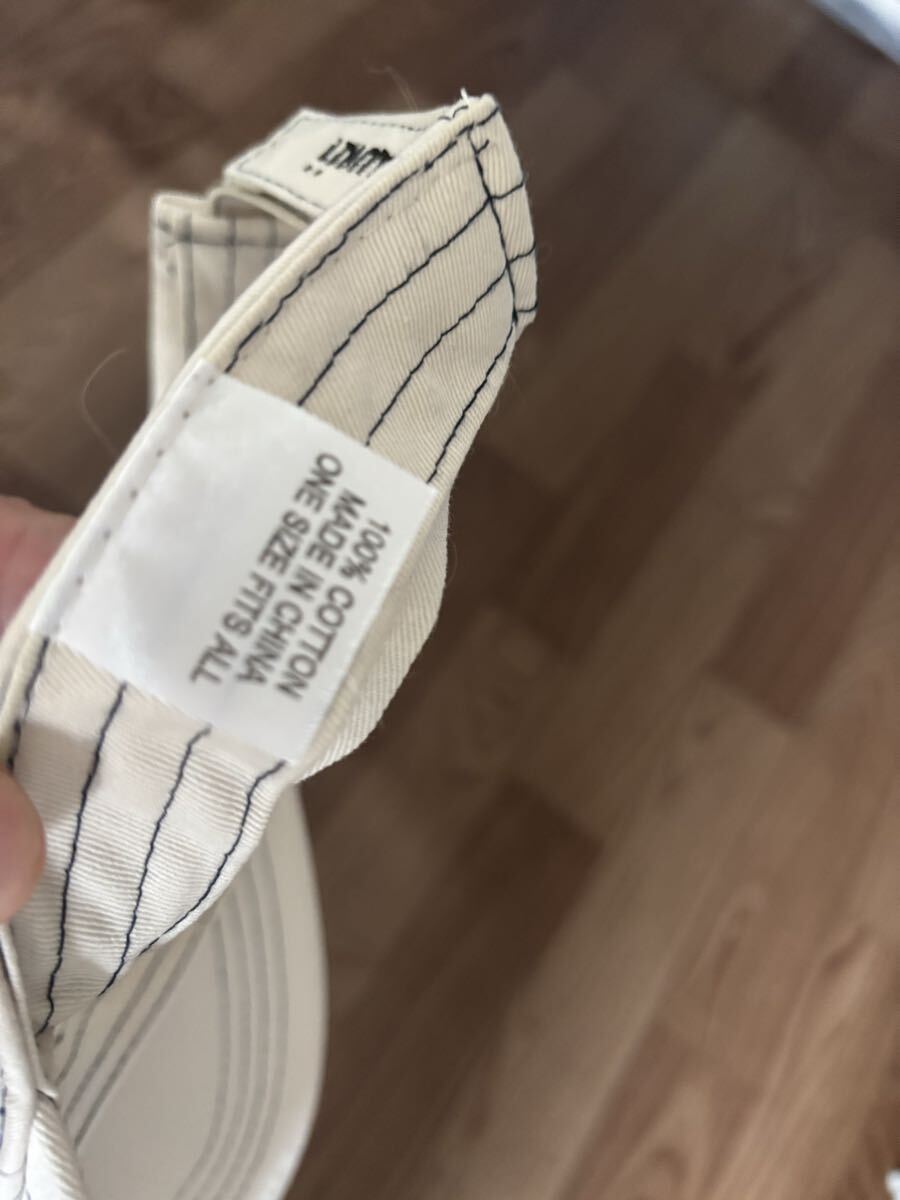 100% COTTON
MADE IN CHINA
ONE SIZE FITS ALL